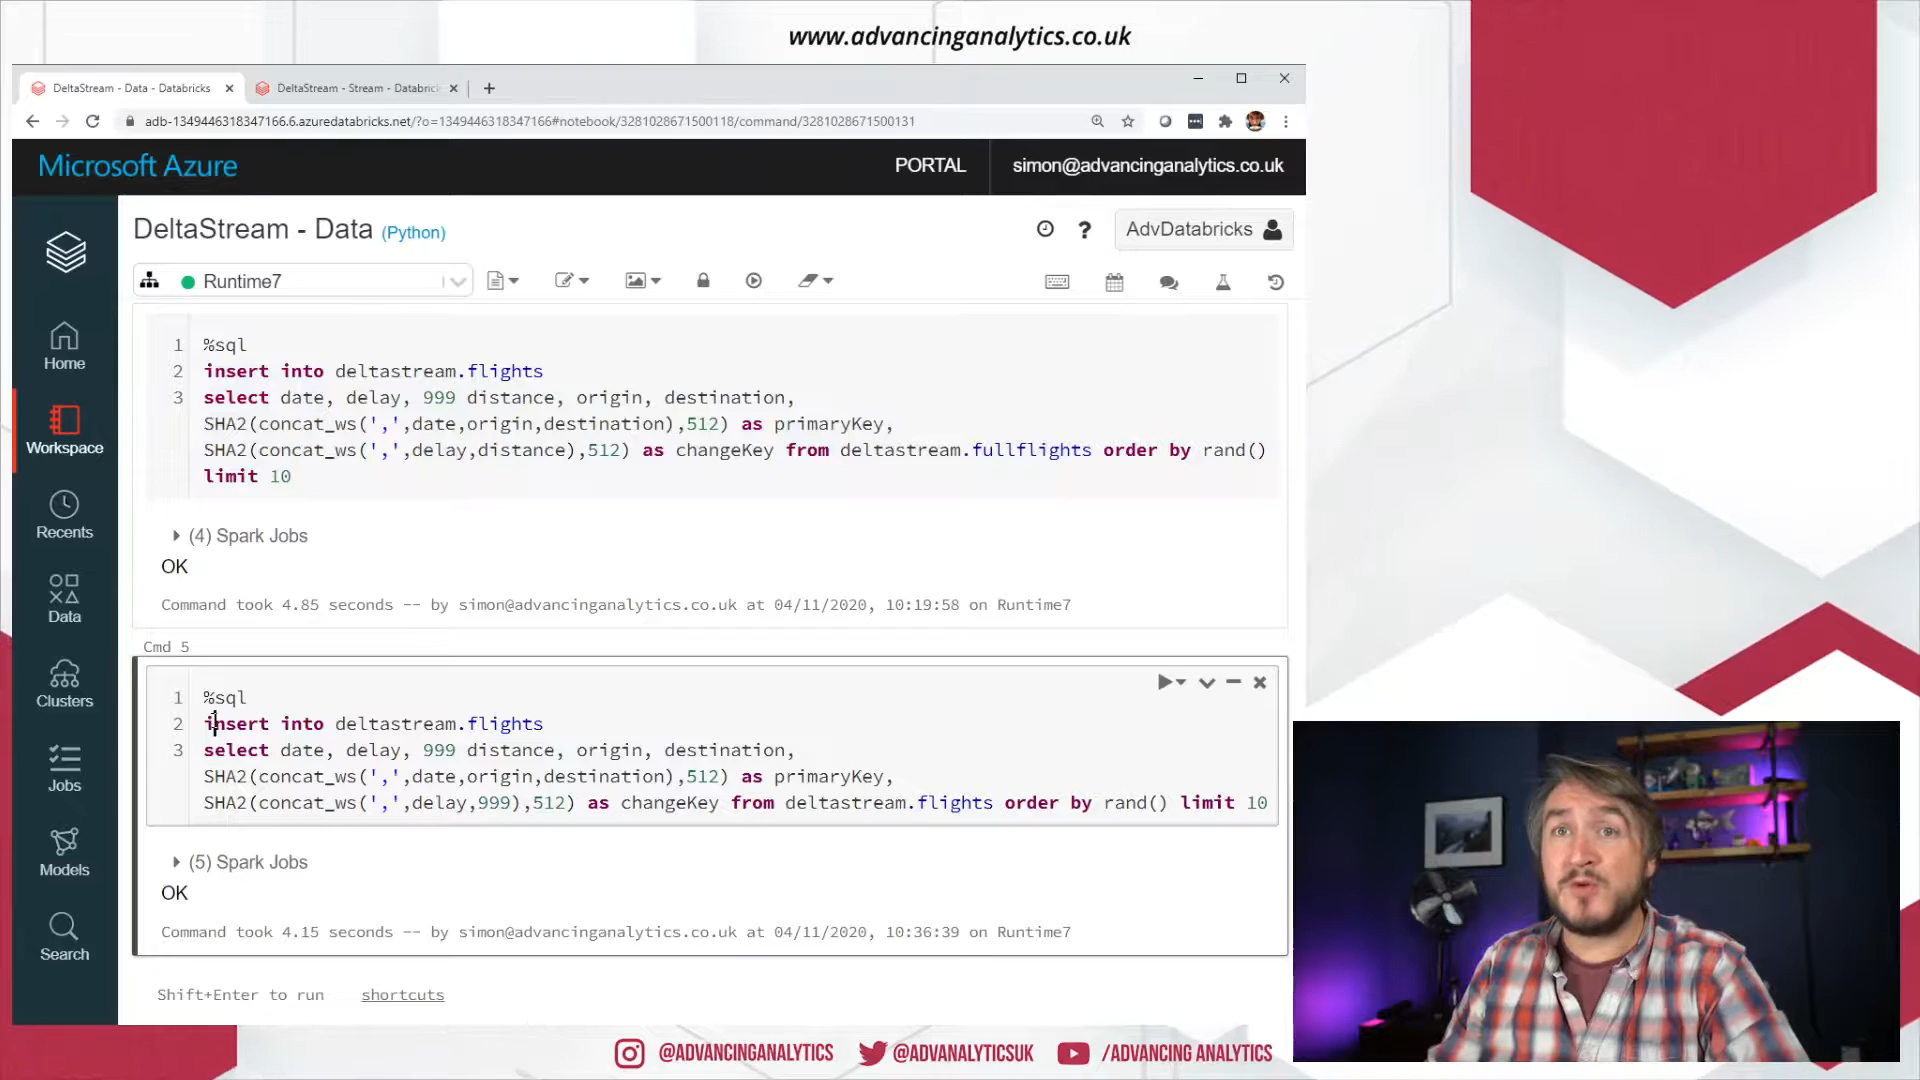 www.advancinganalytics.co.uk
DeltaStream - Data - Databricks
DeltaStream - Stream - Databric
adb-1349446318347166.6.azuredatabricks.net/?o=1349446318347166#notebook/3281028671500118/command/3281028671500131
Microsoft Azure
PORTAL
simon@advancinganalytics.co.uk
DeltaStream - Data (Python)
AdvDatabricks
Runtime7
Home
Workspace
Recents
Data
Clusters
Jobs
Models
Search
1 %sql
2 insert into deltastream.flights
3 select date, delay, 999 distance, origin, destination,
SHA2(concat_ws(',',date,origin,destination),512) as primaryKey,
SHA2(concat_ws(',',delay,distance),512) as changeKey from deltastream.fullflights order by rand()
limit 10
(4) Spark Jobs
OK
Command took 4.85 seconds -- by simon@advancinganalytics.co.uk at 04/11/2020, 10:19:58 on Runtime7
Cmd 5
1 %sql
2 insert into deltastream.flights
3 select date, delay, 999 distance, origin, destination,
SHA2(concat_ws(',',date,origin,destination),512) as primaryKey,
SHA2(concat_ws(',',delay,999),512) as changeKey from deltastream.flights order by rand() limit 10
(5) Spark Jobs
OK
Command took 4.15 seconds -- by simon@advancinganalytics.co.uk at 04/11/2020, 10:36:39 on Runtime7
Shift+Enter to run shortcuts
@ADVANCINGANALYTICS
@ADVANALYTICSUK
/ADVANCING ANALYTICS